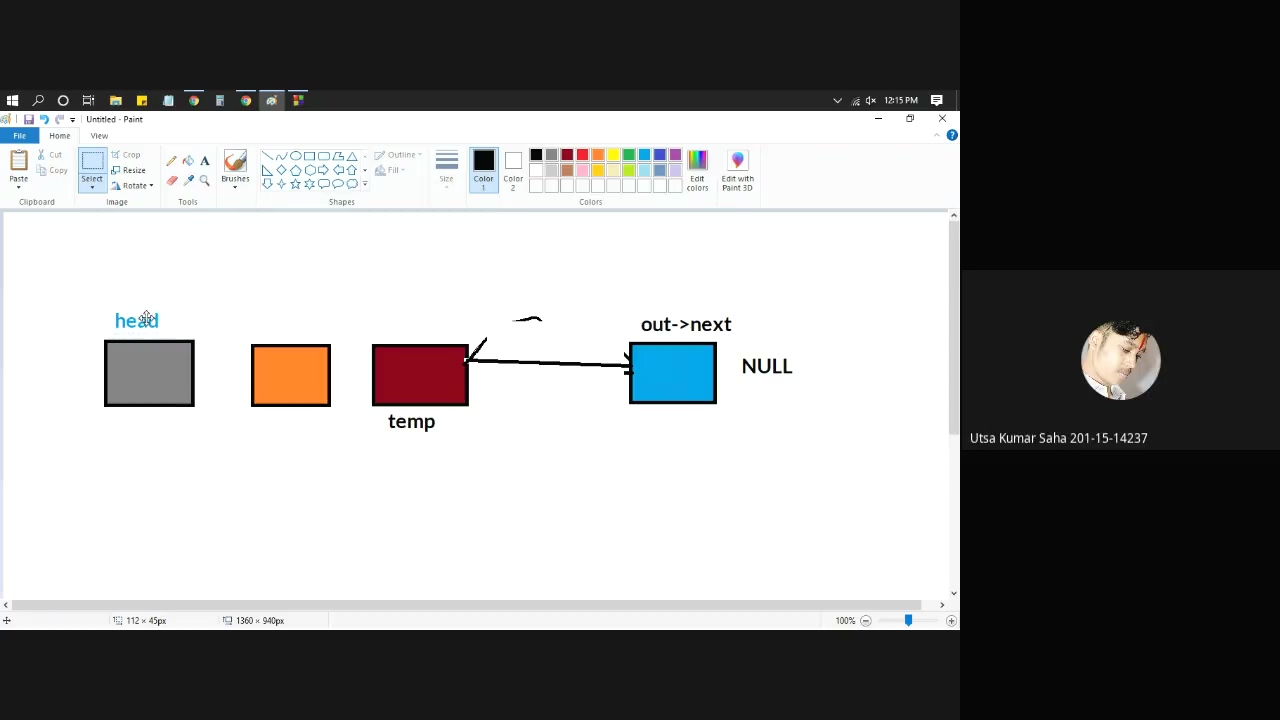 12:15 PM
Untitled - Paint
File Home View
Paste
Cut
Copy
Clipboard
Select
Crop
Resize
Rotate
Image
A
Tools
Brushes
Shapes
Outline
Fill
Size
Color 1
Color 2
Edit colors
Colors
Edit with Paint 3D
head
out->next
NULL
temp
Utsa Kumar Saha 201-15-14237
112 × 45px
1360 × 940px
100%